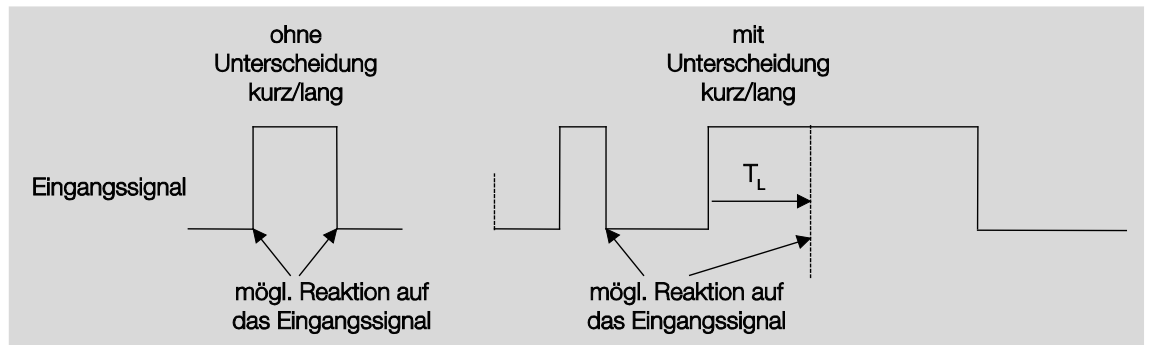 ohne
Unterscheidung
kurz/lang
mit
Unterscheidung
kurz/lang
Eingangssignal
T_L
mögl. Reaktion auf
das Eingangssignal
mögl. Reaktion auf
das Eingangssignal